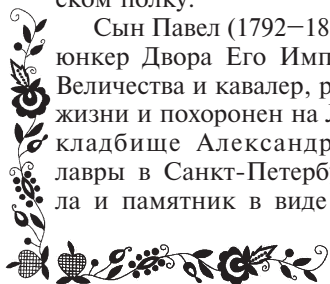 ском полку.
Сын Павел (1792–18
юнкер Двора Его Имп
Величества и кавалер, р
жизни и похоронен на Л
кладбище Александр
лавры в Санкт-Петерб
ла и памятник в виде